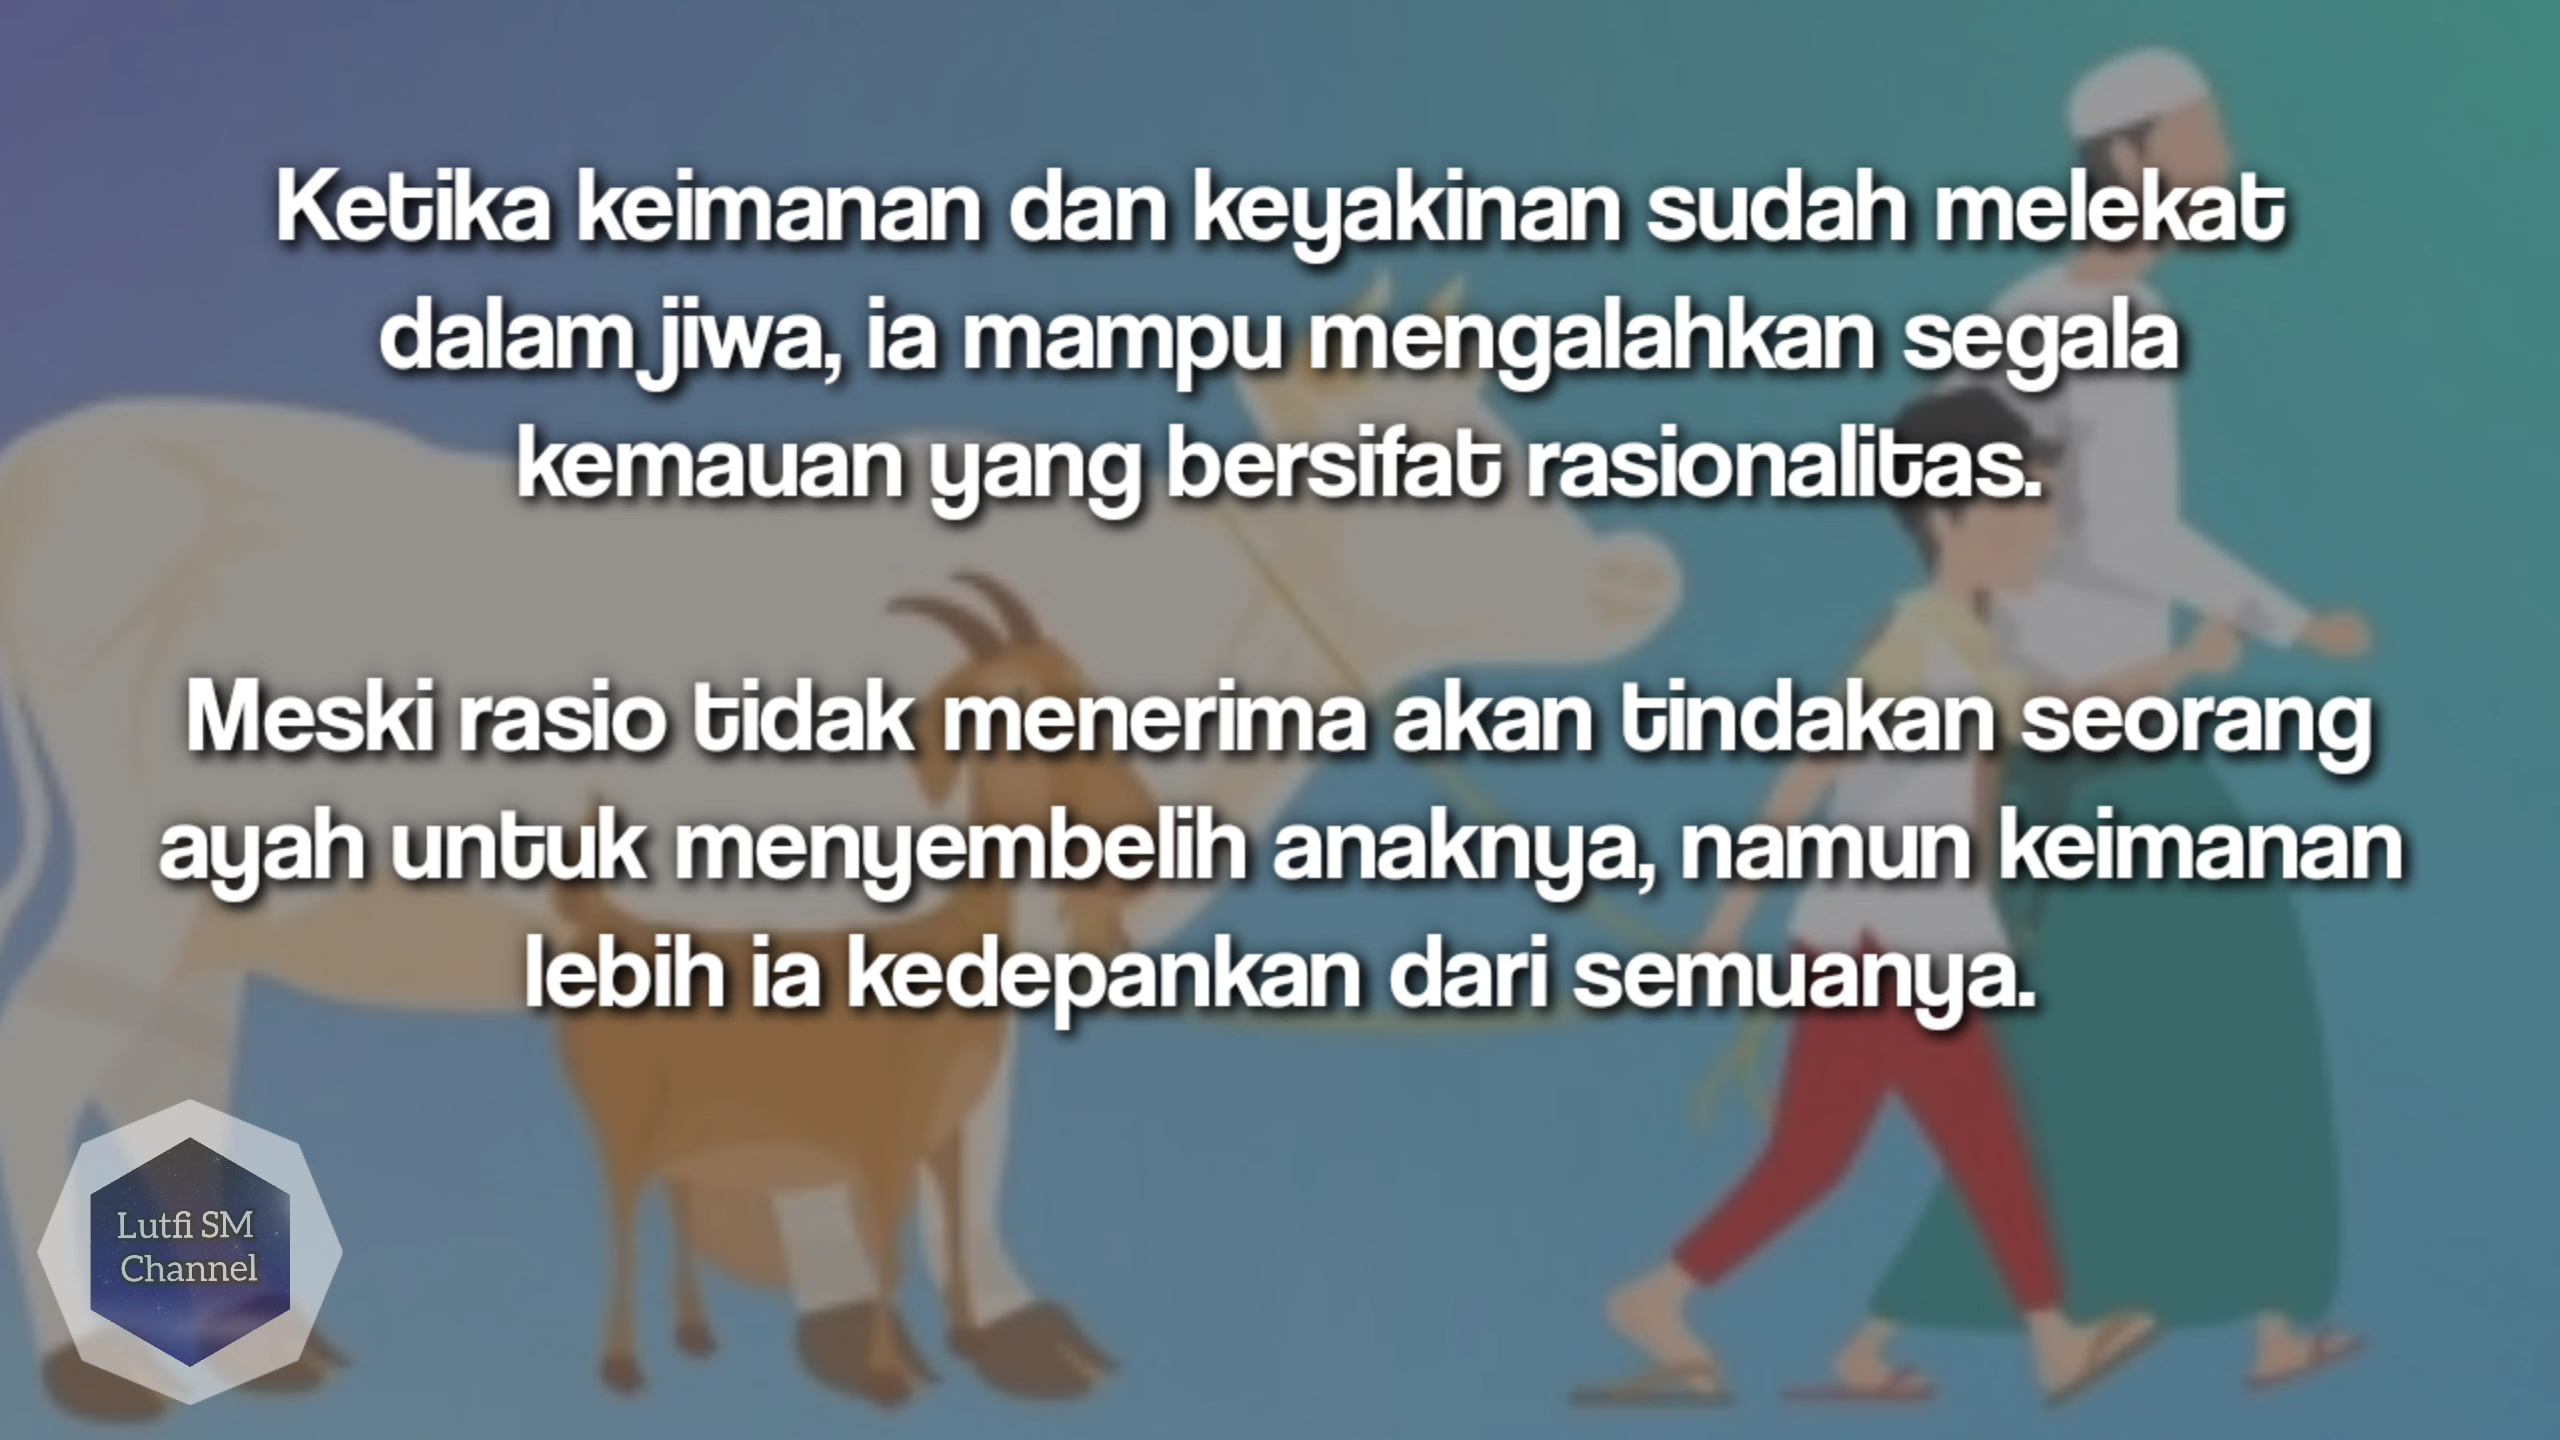 Ketika keimanan dan keyakinan sudah melekat
dalam jiwa, ia mampu mengalahkan segala
kemauan yang bersifat rasionalitas.
Meski rasio tidak menerima akan tindakan seorang
ayah untuk menyembelih anaknya, namun keimanan
lebih ia kedepankan dari semuanya.
Lutfi SM
Channel